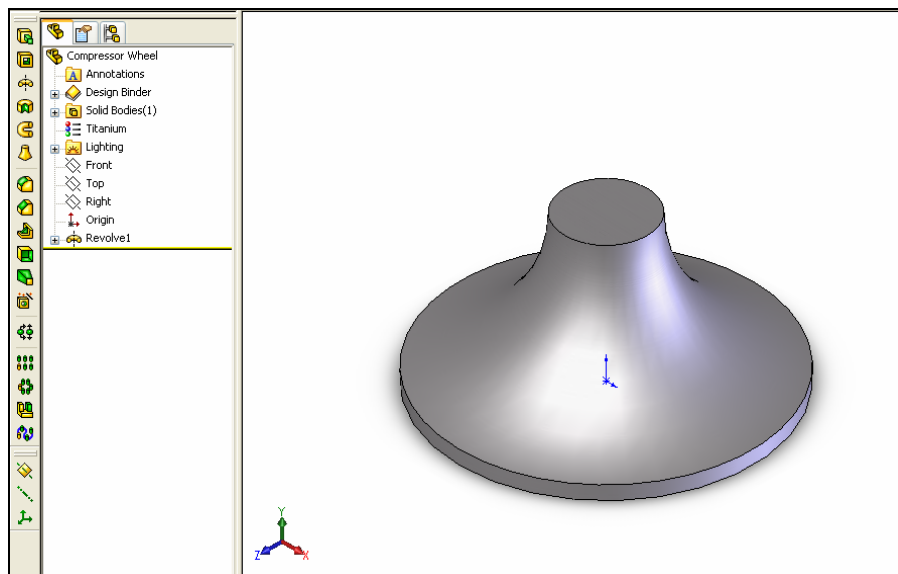 Compressor Wheel
Annotations
Design Binder
Solid Bodies(1)
Titanium
Lighting
Front
Top
Right
Origin
Revolve1
Y
Z
X